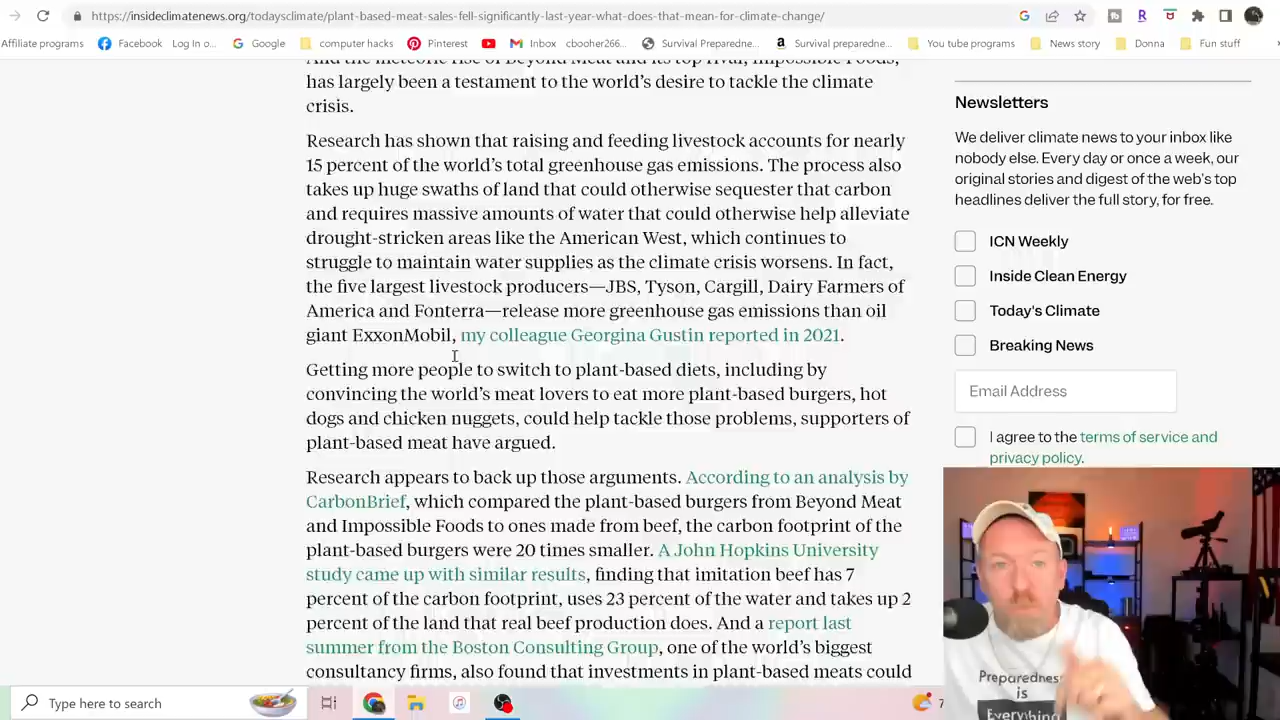 https://insideclimatenews.org/todaysclimate/plant-based-meat-sales-fell-significantly-last-year-what-does-that-mean-for-climate-change/
Affiliate programs Facebook Log In o... Google computer hacks Pinterest Inbox cbooher266... Survival Preparedne... Survival preparedne... You tube programs News story Donna Fun stuff
And the meteoric rise of Beyond Meat and its top rival, Impossible Foods,
has largely been a testament to the world's desire to tackle the climate
crisis.
Research has shown that raising and feeding livestock accounts for nearly
15 percent of the world's total greenhouse gas emissions. The process also
takes up huge swaths of land that could otherwise sequester that carbon
and requires massive amounts of water that could otherwise help alleviate
drought-stricken areas like the American West, which continues to
struggle to maintain water supplies as the climate crisis worsens. In fact,
the five largest livestock producers—JBS, Tyson, Cargill, Dairy Farmers of
America and Fonterra—release more greenhouse gas emissions than oil
giant ExxonMobil, my colleague Georgina Gustin reported in 2021.
Getting more people to switch to plant-based diets, including by
convincing the world's meat lovers to eat more plant-based burgers, hot
dogs and chicken nuggets, could help tackle those problems, supporters of
plant-based meat have argued.
Research appears to back up those arguments. According to an analysis by
CarbonBrief, which compared the plant-based burgers from Beyond Meat
and Impossible Foods to ones made from beef, the carbon footprint of the
plant-based burgers were 20 times smaller. A John Hopkins University
study came up with similar results, finding that imitation beef has 7
percent of the carbon footprint, uses 23 percent of the water and takes up 2
percent of the land that real beef production does. And a report last
summer from the Boston Consulting Group, one of the world's biggest
consultancy firms, also found that investments in plant-based meats could
Newsletters
We deliver climate news to your inbox like
nobody else. Every day or once a week, our
original stories and digest of the web's top
headlines deliver the full story, for free.
ICN Weekly
Inside Clean Energy
Today's Climate
Breaking News
Email Address
I agree to the terms of service and
privacy policy.
Preparedness
is
Everything
Type here to search
7